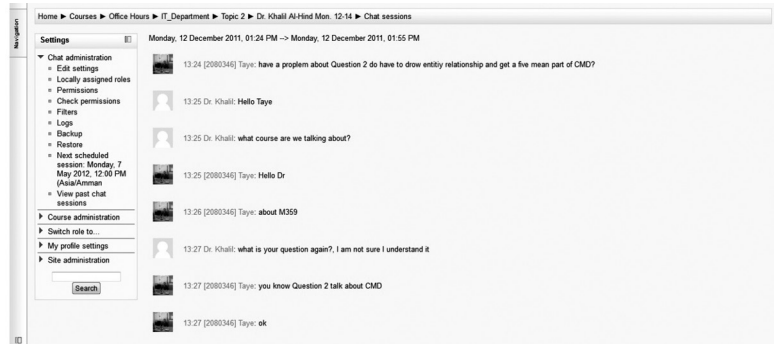 Home ► Courses ► Office Hours ► IT_Department ► Topic 2 ► Dr. Khalil Al-Hind Mon. 12-14 ► Chat sessions
Navigation
Settings
Chat administration
Edit settings
Locally assigned roles
Permissions
Check permissions
Filters
Logs
Backup
Restore
Next scheduled
session: Monday, 7
May 2012, 12:00 PM
(Asia/Amman
View past chat
sessions
Course administration
Switch role to...
My profile settings
Site administration
Search
Monday, 12 December 2011, 01:24 PM --> Monday, 12 December 2011, 01:55 PM
13:24 [2080346] Taye: have a proplem about Question 2 do have to drow entitiy relationship and get a five mean part of CMD?
13:25 Dr. Khalil: Hello Taye
13:25 Dr. Khalil: what course are we talking about?
13:25 [2080346] Taye: Hello Dr
13:26 [2080346] Taye: about M359
13:27 Dr. Khalil: what is your question again?, I am not sure I understand it
13:27 [2080346] Taye: you know Question 2 talk about CMD
13:27 [2080346] Taye: ok